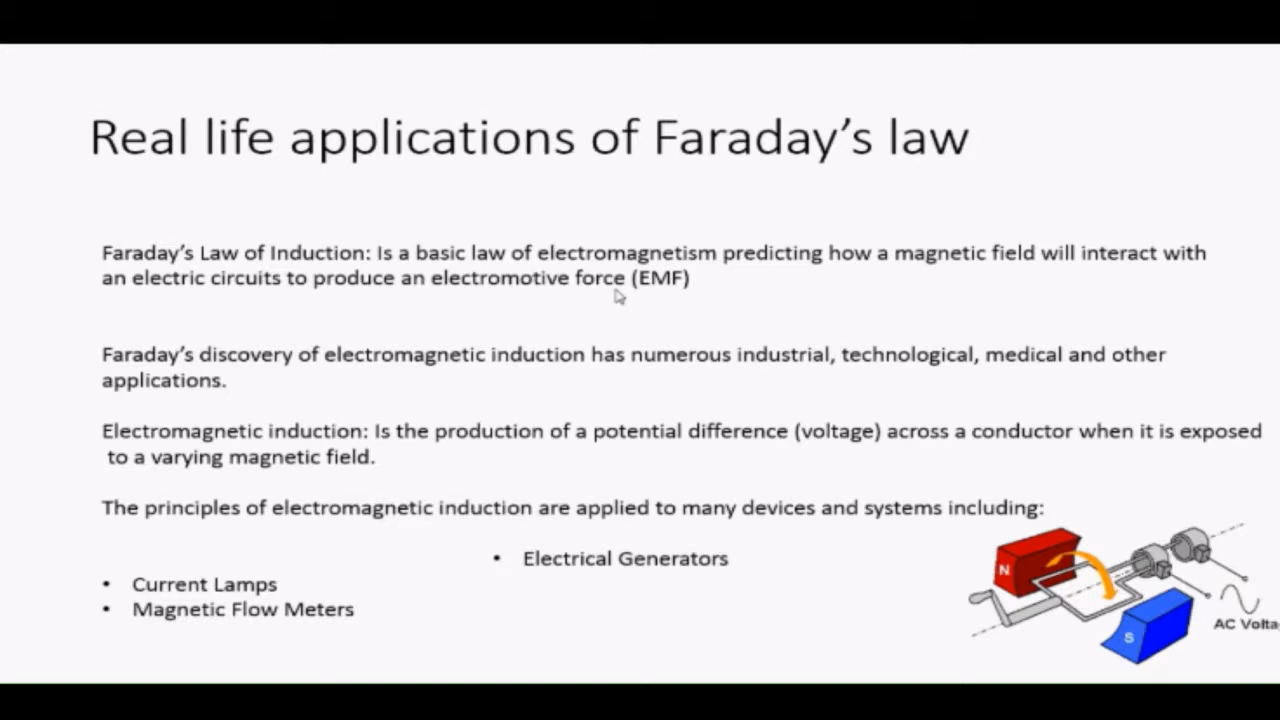 Real life applications of Faraday's law
Faraday's Law of Induction: Is a basic law of electromagnetism predicting how a magnetic field will interact with
an electric circuits to produce an electromotive force (EMF)
Faraday's discovery of electromagnetic induction has numerous industrial, technological, medical and other
applications.
Electromagnetic induction: Is the production of a potential difference (voltage) across a conductor when it is exposed
to a varying magnetic field.
The principles of electromagnetic induction are applied to many devices and systems including:
• Electrical Generators
• Current Lamps
• Magnetic Flow Meters
N
S
AC Volta